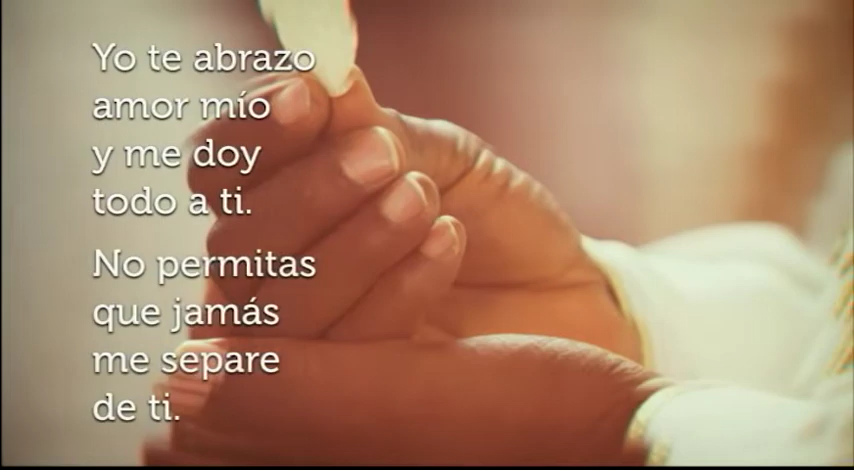 Yo te abrazo
amor mío
y me doy
todo a ti.
No permitas
que jamás
me separe
de ti.